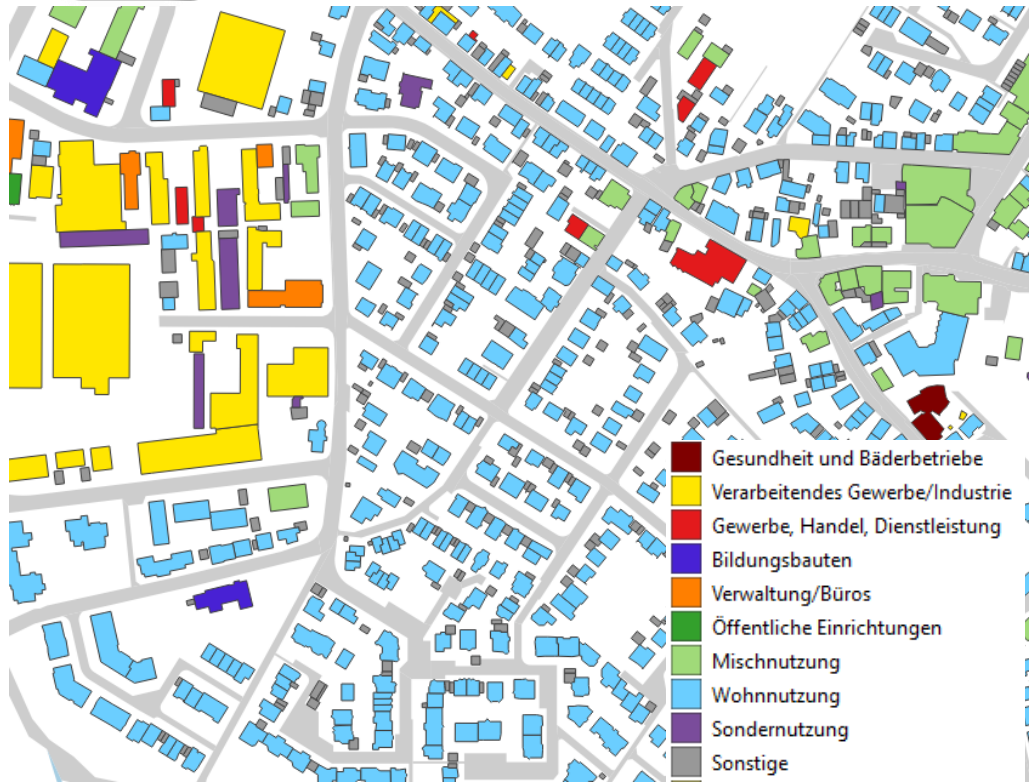 Gesundheit und Bäderbetriebe
Verarbeitendes Gewerbe/Industrie
Gewerbe, Handel, Dienstleistung
Bildungsbauten
Verwaltung/Büros
Öffentliche Einrichtungen
Mischnutzung
Wohnnutzung
Sondernutzung
Sonstige